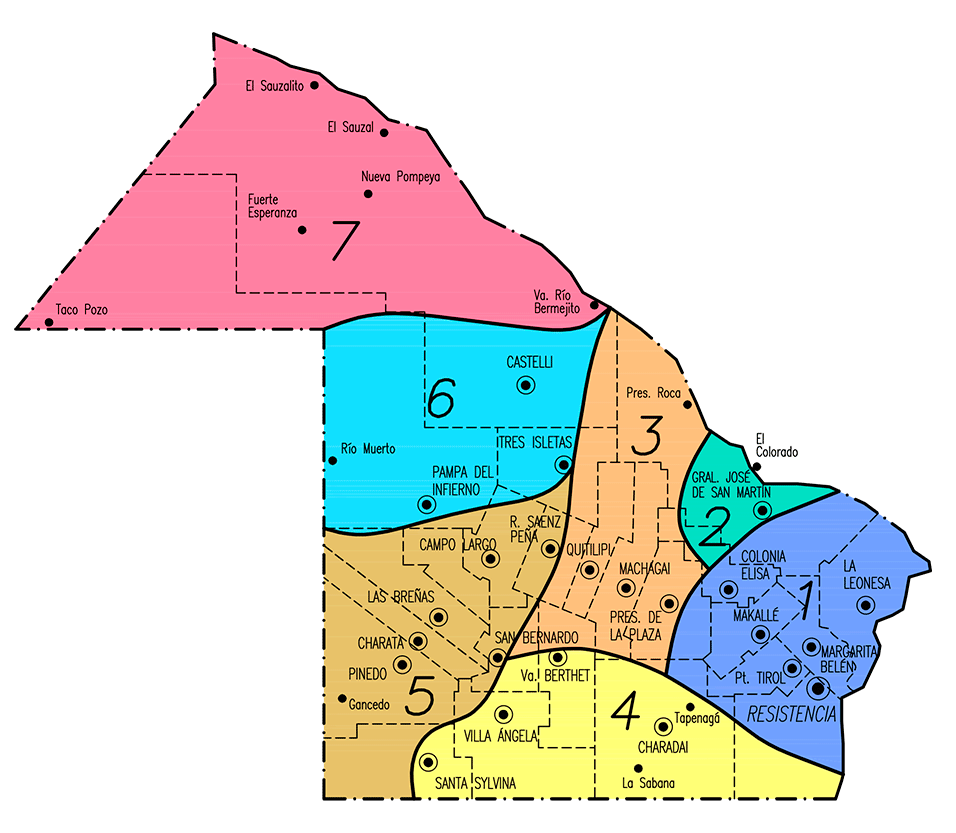 El Sauzalito
El Sauzal
Nueva Pompeya
Fuerte
Esperanza
7
Va. Río
Bermejito
Taco Pozo
CASTELLI
6
Pres. Roca
3
TRES ISLETAS
Río Muerto
El
Colorado
PAMPA DEL
INFIERNO
GRAL. JOSÉ
DE SAN MARTÍN
2
R. SAENZ
PEÑA
CAMPO LARGO
QUITILIPI
COLONIA
ELISA
MACHAGAI
LA
LEONESA
1
LAS BREÑAS
PRES. DE
LA PLAZA
MAKALLÉ
CHARATA
SAN BERNARDO
MARGARITA
BELÉN
PINEDO
Va. BERTHET
Pt. TIROL
5
Gancedo
4
Tapenagá
RESISTENCIA
VILLA ÁNGELA
CHARADAI
SANTA SYLVINA
La Sabana